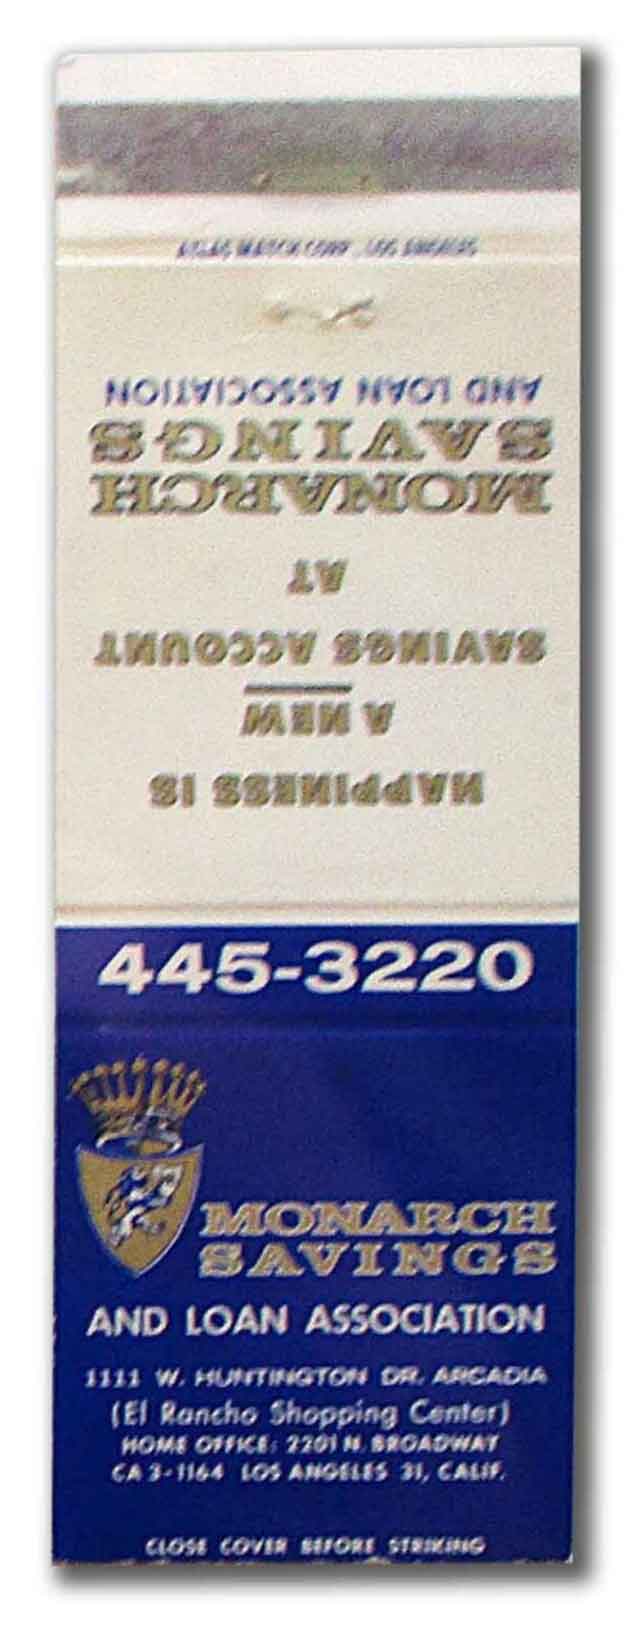 ATLAS MATCH CORP., LOS ANGELES
HAPPINESS IS
A NEW
SAVINGS ACCOUNT
AT
MONARCH
SAVINGS
AND LOAN ASSOCIATION
445-3220
MONARCH
SAVINGS
AND LOAN ASSOCIATION
1111 W. HUNTINGTON DR. ARCADIA
(El Rancho Shopping Center)
HOME OFFICE: 2201 N. BROADWAY
CA 3-1164 LOS ANGELES 31, CALIF.
CLOSE COVER BEFORE STRIKING